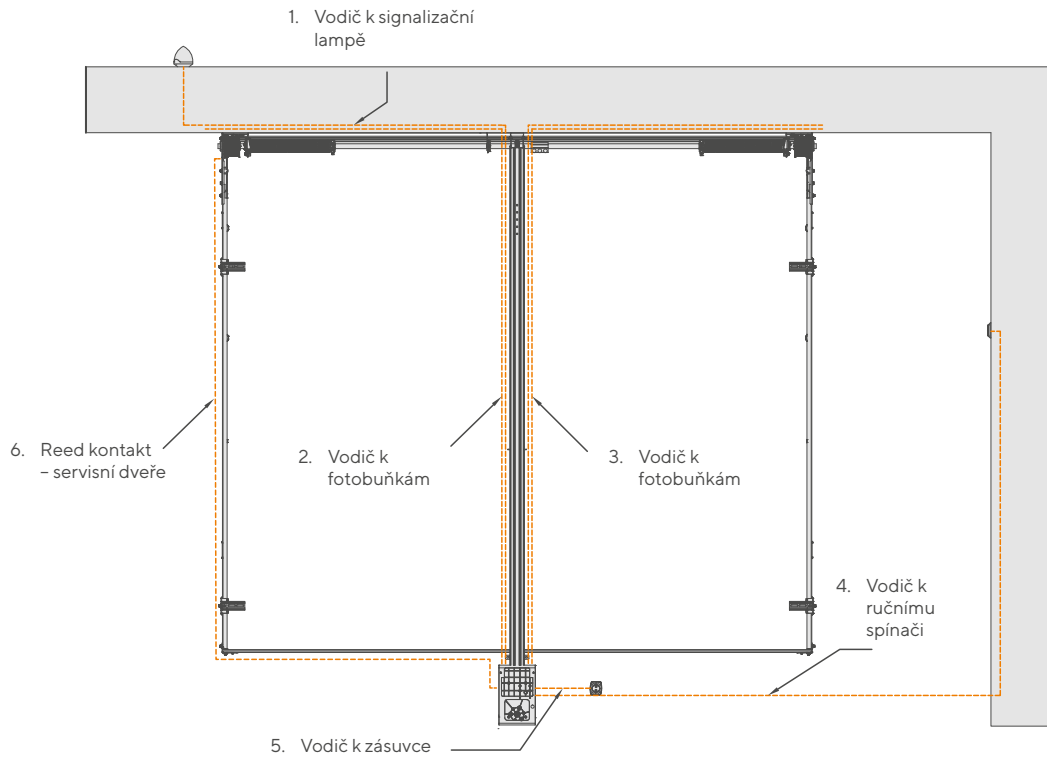 1. Vodič k signalizační
lampě
2. Vodič k
fotobuňkám
3. Vodič k
fotobuňkám
4. Vodič k
ručnímu
spínači
5. Vodič k zásuvce
6. Reed kontakt
– servisní dveře